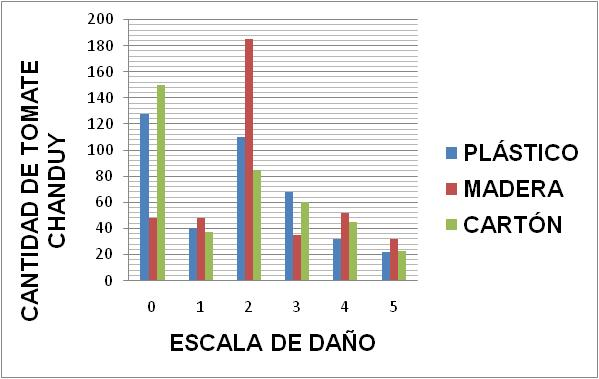 CANTIDAD DE TOMATE
CHANDUY
200
180
160
140
120
100
80
60
40
20
0
0 1 2 3 4 5
ESCALA DE DAÑO
PLÁSTICO
MADERA
CARTÓN